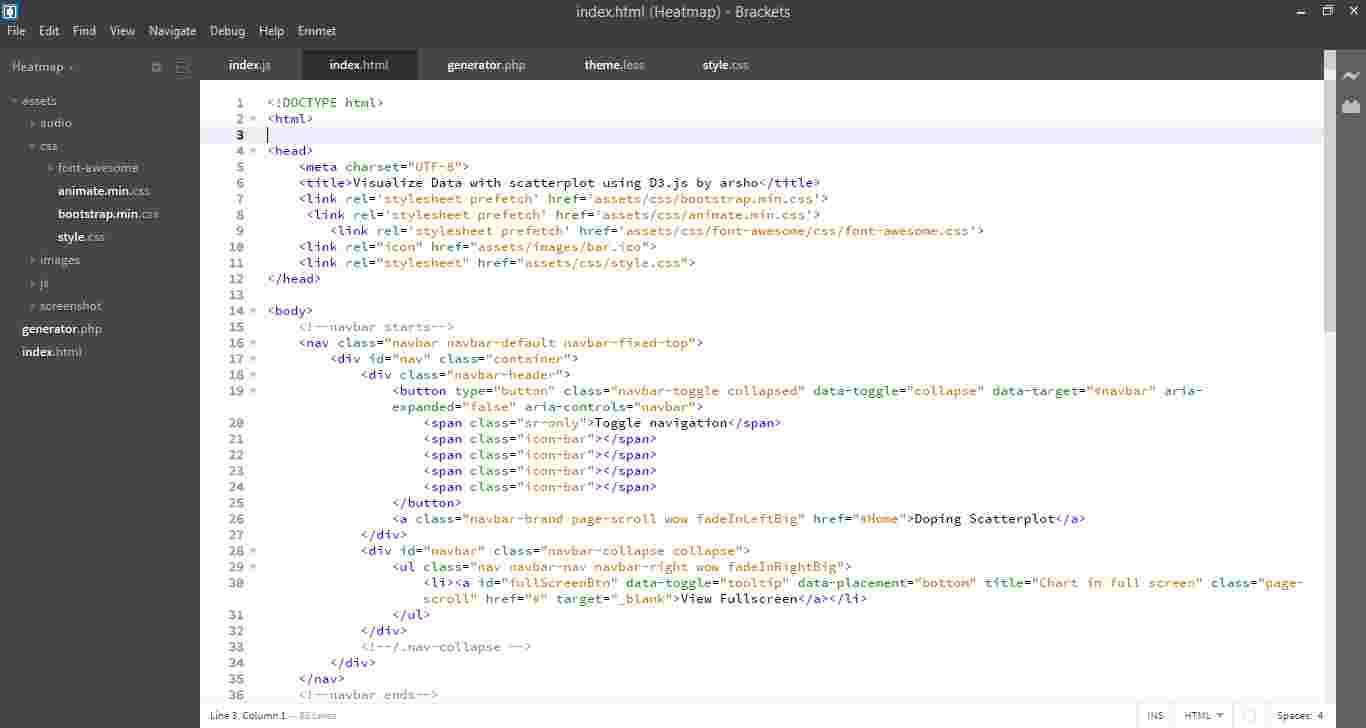 index.html (Heatmap) - Brackets
File Edit Find View Navigate Debug Help Emmet
Heatmap
index.js index.html generator.php theme.less style.css
assets
audio
css
font-awesome
animate.min.css
bootstrap.min.css
style.css
images
js
screenshot
generator.php
index.html
1 <!DOCTYPE html>
2 <html>
3
4 <head>
5 <meta charset="UTF-8">
6 <title>Visualize Data with scatterplot using D3.js by arsho</title>
7 <link rel='stylesheet prefetch' href='assets/css/bootstrap.min.css'>
8 <link rel='stylesheet prefetch' href='assets/css/animate.min.css'>
9 <link rel='stylesheet prefetch' href='assets/css/font-awesome/css/font-awesome.css'>
10 <link rel="icon" href="assets/images/bar.ico">
11 <link rel="stylesheet" href="assets/css/style.css">
12 </head>
13
14 <body>
15 <!--navbar starts-->
16 <nav class="navbar navbar-default navbar-fixed-top">
17 <div id="nav" class="container">
18 <div class="navbar-header">
19 <button type="button" class="navbar-toggle collapsed" data-toggle="collapse" data-target="#navbar" aria-
expanded="false" aria-controls="navbar">
20 <span class="sr-only">Toggle navigation</span>
21 <span class="icon-bar"></span>
22 <span class="icon-bar"></span>
23 <span class="icon-bar"></span>
24 <span class="icon-bar"></span>
25 </button>
26 <a class="navbar-brand page-scroll wow fadeInLeftBig" href="#Home">Doping Scatterplot</a>
27 </div>
28 <div id="navbar" class="navbar-collapse collapse">
29 <ul class="nav navbar-nav navbar-right wow fadeInRightBig">
30 <li><a id="fullScreenBtn" data-toggle="tooltip" data-placement="bottom" title="Chart in full screen" class="page-
scroll" href="#" target="_blank">View Fullscreen</a></li>
31 </ul>
32 </div>
33 <!--/.nav-collapse -->
34 </div>
35 </nav>
36 <!--navbar ends-->
Line 3, Column 1 — Lines
INS HTML Spaces: 4